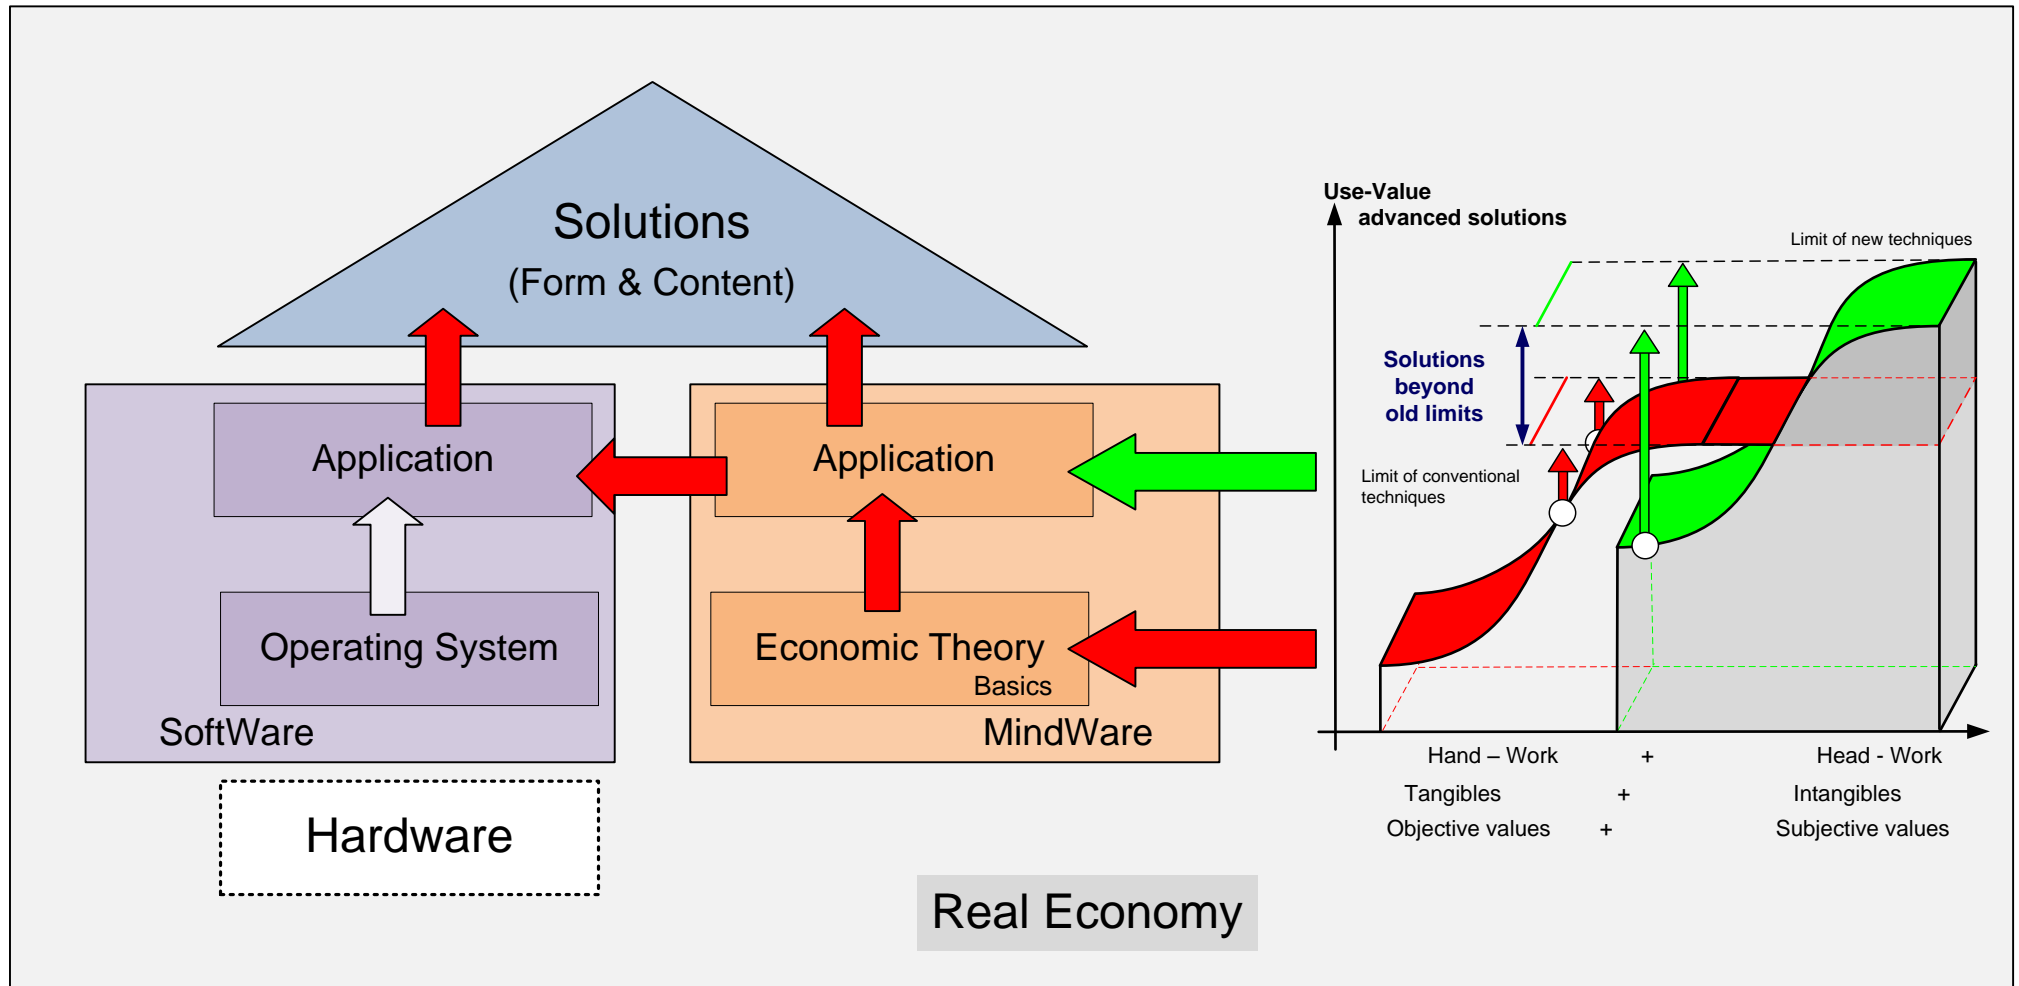 Solutions
(Form & Content)
Application
Operating System
SoftWare
Hardware
Application
Economic Theory
Basics
MindWare
Real Economy
Use-Value
advanced solutions
Limit of new techniques
Solutions
beyond
old limits
Limit of conventional
techniques
Hand – Work + Head - Work
Tangibles + Intangibles
Objective values + Subjective values